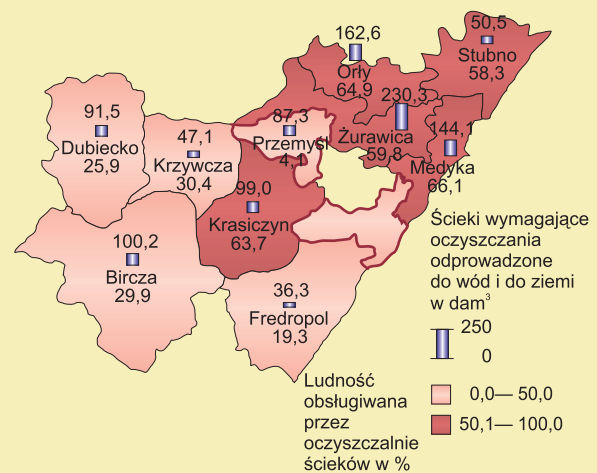 162,6
Orły
64,9
50,5
Stubno
58,3
91,5
Dubiecko
25,9
47,1
Krzywcza
30,4
87,3
Przemyśl
4,1
230,3
Żurawica
59,8
144,1
Medyka
66,1
99,0
Krasiczyn
63,7
100,2
Bircza
29,9
36,3
Fredropol
19,3
Ścieki wymagające
oczyszczania
odprowadzone
do wód i do ziemi
w dam³
250
0
Ludność
obsługiwana
przez
oczyszczalnie
ścieków w %
0,0— 50,0
50,1— 100,0